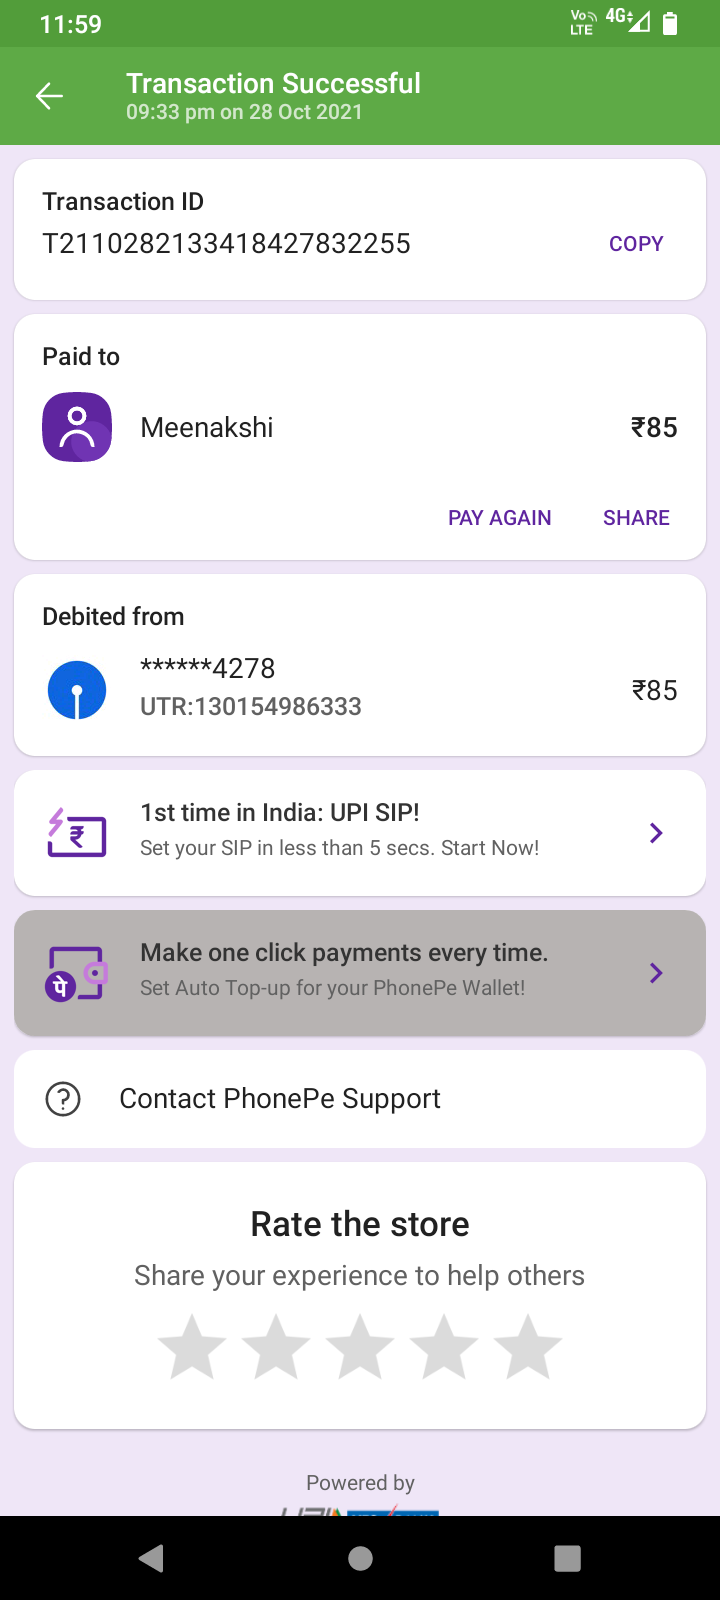 11:59
Vo LTE 4G
Transaction Successful
09:33 pm on 28 Oct 2021
Transaction ID
T2110282133418427832255
COPY
Paid to
Meenakshi
₹85
PAY AGAIN
SHARE
Debited from
******4278
UTR:130154986333
₹85
₹
1st time in India: UPI SIP!
Set your SIP in less than 5 secs. Start Now!
पे
Make one click payments every time.
Set Auto Top-up for your PhonePe Wallet!
?
Contact PhonePe Support
Rate the store
Share your experience to help others
Powered by